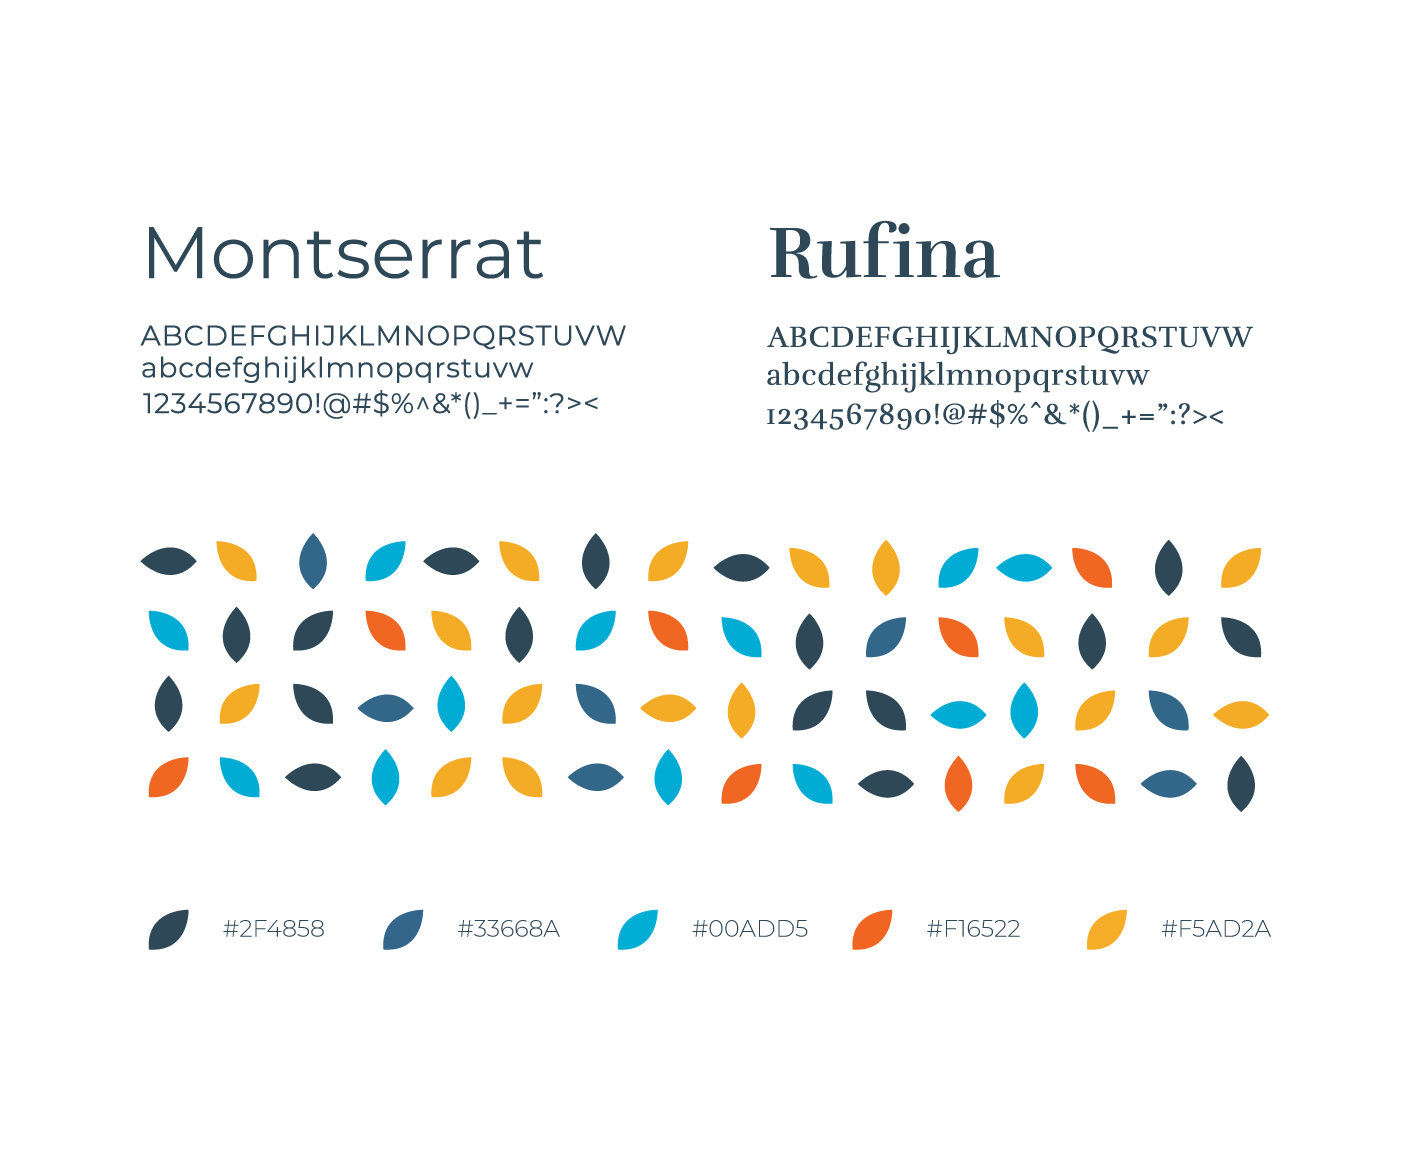 Montserrat
ABCDEFGHIJKLMNOPQRSTUVW
abcdefghijklmnopqrstuvw
1234567890!@#$%^&*()_+=”:?><
Rufina
ABCDEFGHIJKLMNOPQRSTUVW
abcdefghijklmnopqrstuvw
1234567890!@#$%^&*()_+=”:?><
#2F4858
#33668A
#00ADD5
#F16522
#F5AD2A